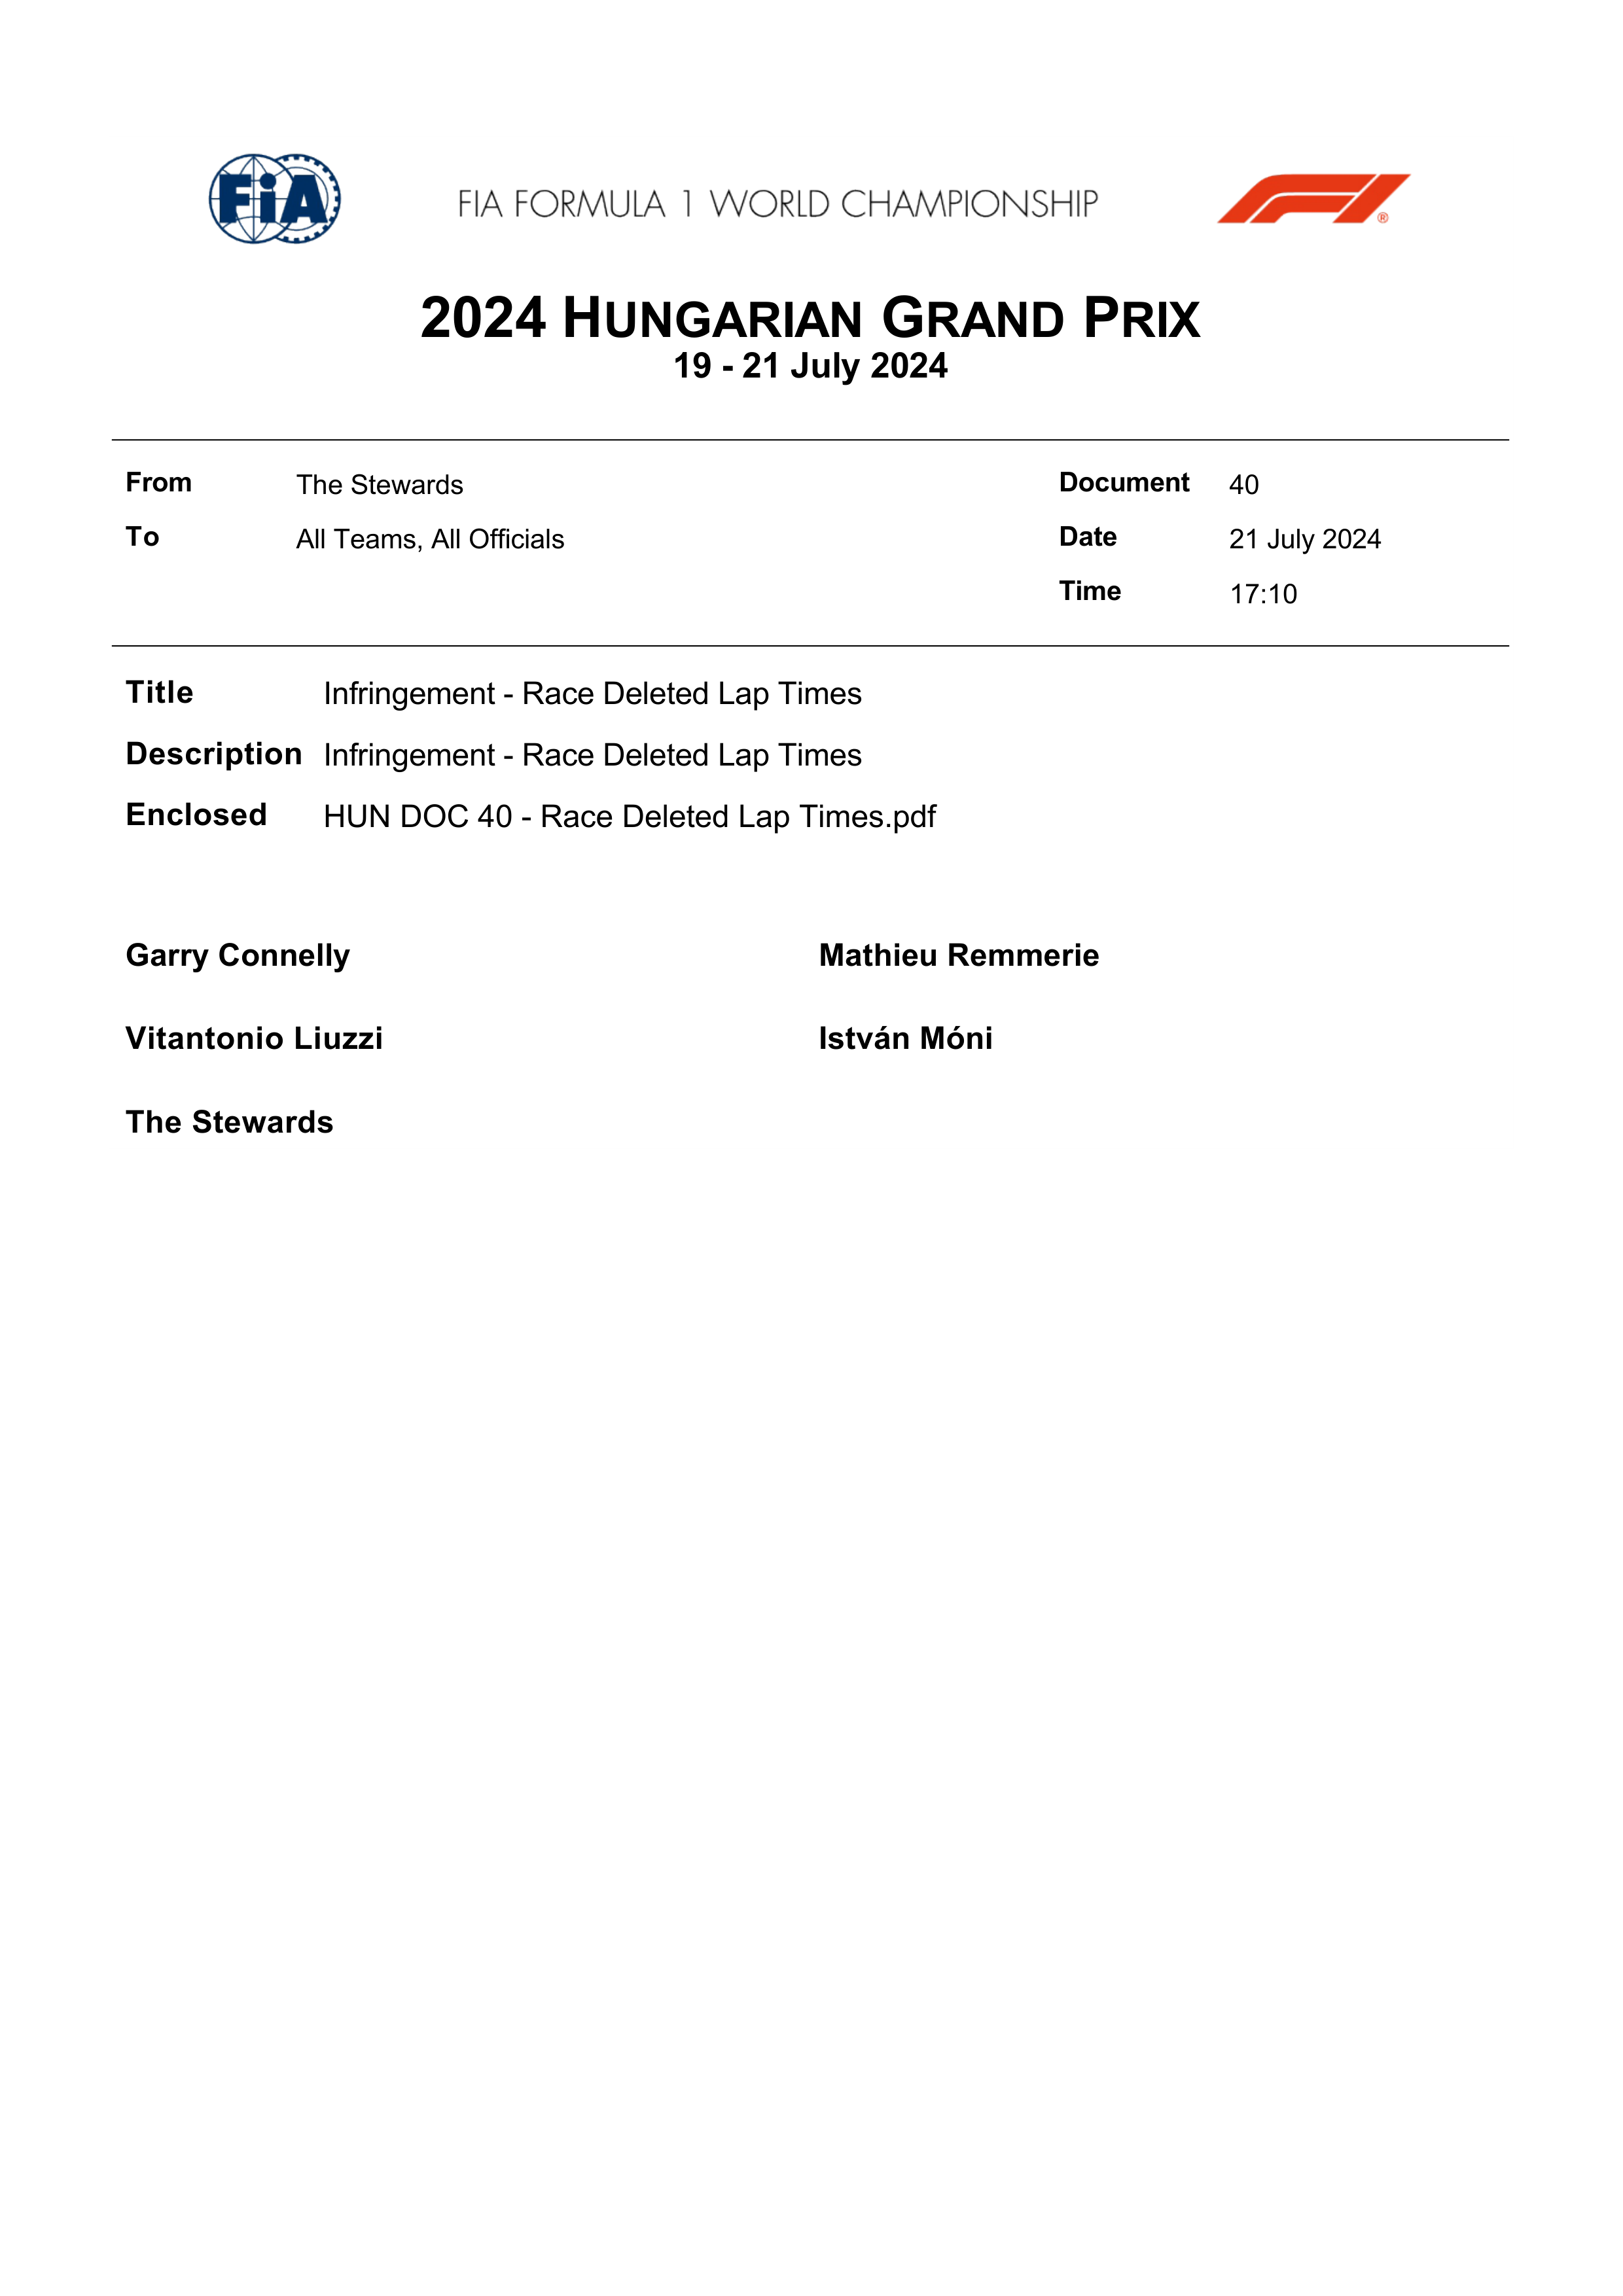 FiA
FIA FORMULA 1 WORLD CHAMPIONSHIP
F1®
2024 HUNGARIAN GRAND PRIX
19 - 21 July 2024
From The Stewards Document 40
To All Teams, All Officials Date 21 July 2024
Time 17:10
Title Infringement - Race Deleted Lap Times
Description Infringement - Race Deleted Lap Times
Enclosed HUN DOC 40 - Race Deleted Lap Times.pdf
Garry Connelly Mathieu Remmerie
Vitantonio Liuzzi István Móni
The Stewards